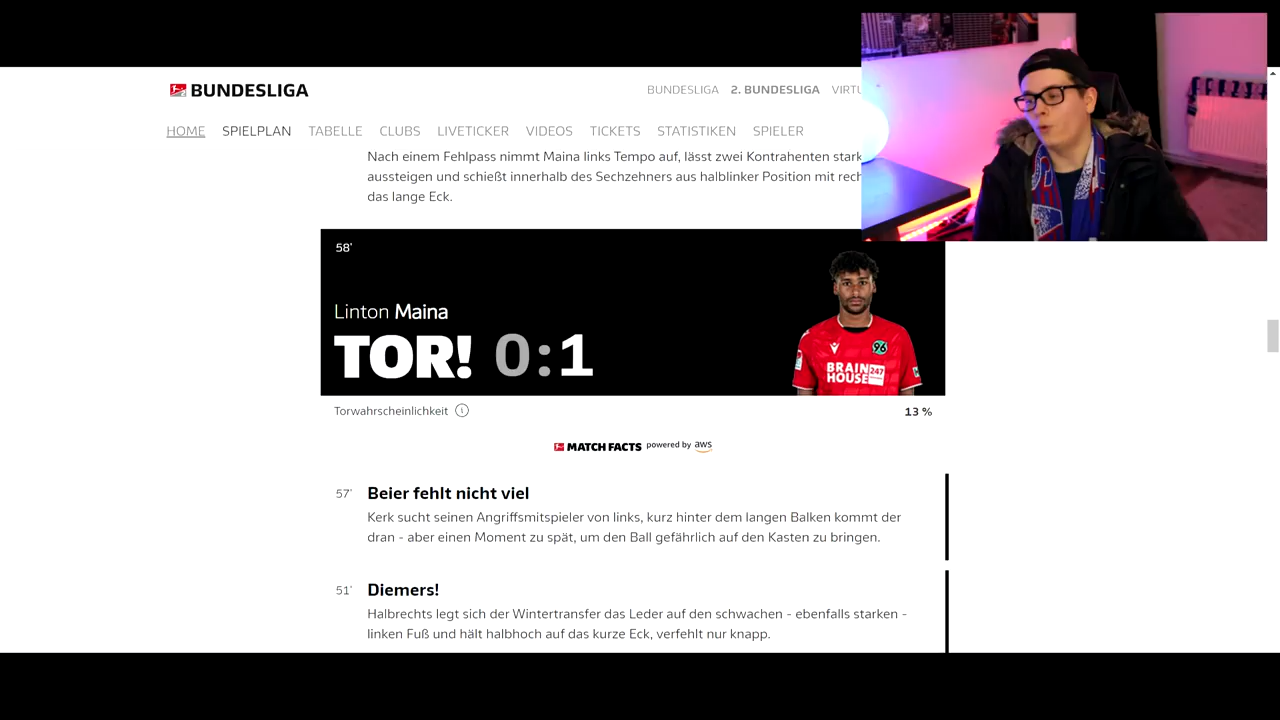 BUNDESLIGA
BUNDESLIGA 2. BUNDESLIGA VIRTU
HOME SPIELPLAN TABELLE CLUBS LIVETICKER VIDEOS TICKETS STATISTIKEN SPIELER
Nach einem Fehlpass nimmt Maina links Tempo auf, lässt zwei Kontrahenten stark
aussteigen und schießt innerhalb des Sechzehners aus halblinker Position mit rech
das lange Eck.
58'
Linton Maina
TOR! 0:1
96
BRAIN
HOUSE 247
Torwahrscheinlichkeit i
13 %
MATCH FACTS powered by aws
57' Beier fehlt nicht viel
Kerk sucht seinen Angriffsmitspieler von links, kurz hinter dem langen Balken kommt der
dran - aber einen Moment zu spät, um den Ball gefährlich auf den Kasten zu bringen.
51' Diemers!
Halbrechts legt sich der Wintertransfer das Leder auf den schwachen - ebenfalls starken -
linken Fuß und hält halbhoch auf das kurze Eck, verfehlt nur knapp.